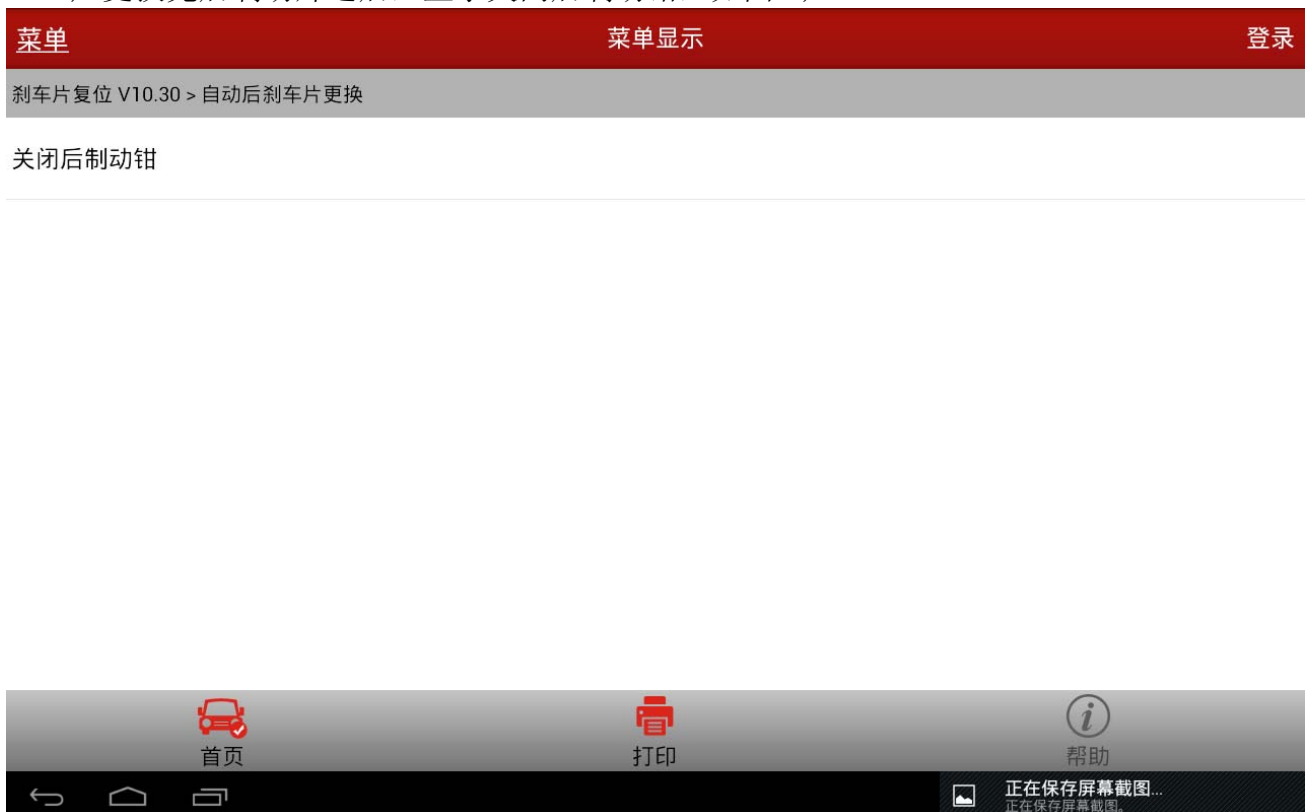 菜单
菜单显示
登录
刹车片复位 V10.30 > 自动后刹车片更换
关闭后制动钳
首页
打印
帮助
正在保存屏幕截图...
正在保存屏幕截图。